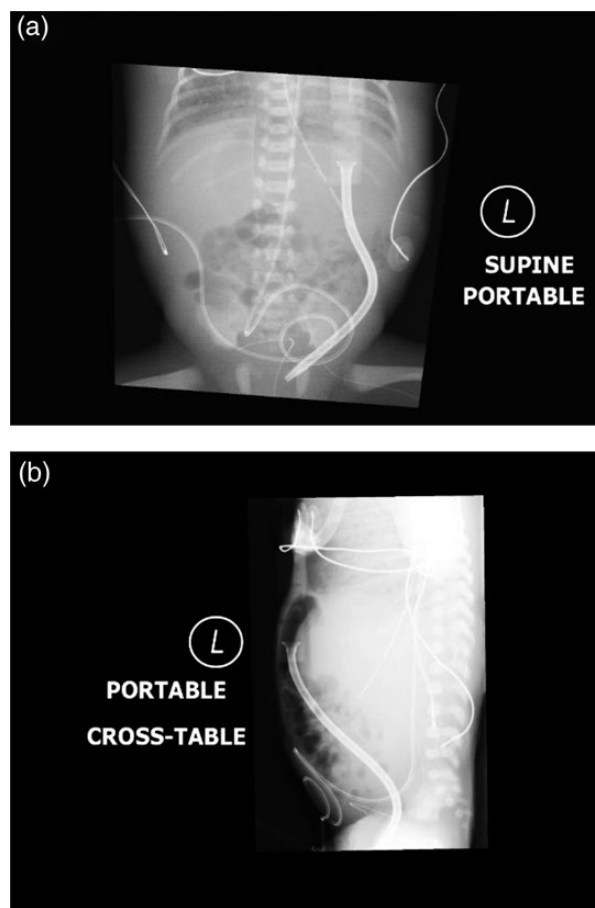 (a)
L
SUPINE
PORTABLE
(b)
L
PORTABLE
CROSS-TABLE